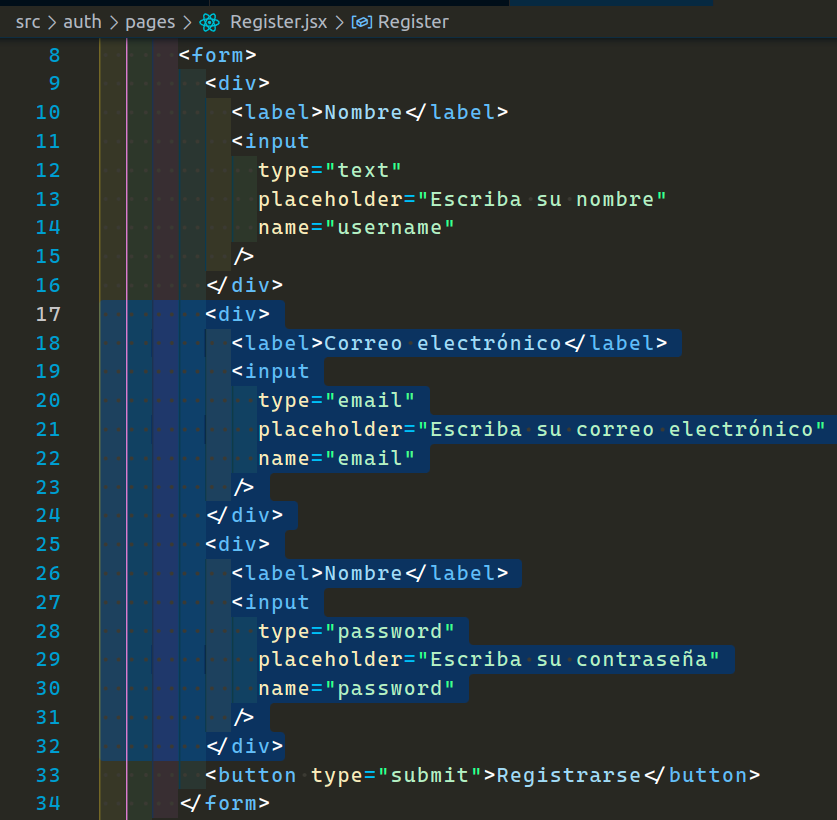 src > auth > pages > Register.jsx > Register
8 <form>
9 <div>
10 <label>Nombre</label>
11 <input
12 type="text"
13 placeholder="Escriba su nombre"
14 name="username"
15 />
16 </div>
17 <div>
18 <label>Correo electrónico</label>
19 <input
20 type="email"
21 placeholder="Escriba su correo electrónico"
22 name="email"
23 />
24 </div>
25 <div>
26 <label>Nombre</label>
27 <input
28 type="password"
29 placeholder="Escriba su contraseña"
30 name="password"
31 />
32 </div>
33 <button type="submit">Registrarse</button>
34 </form>